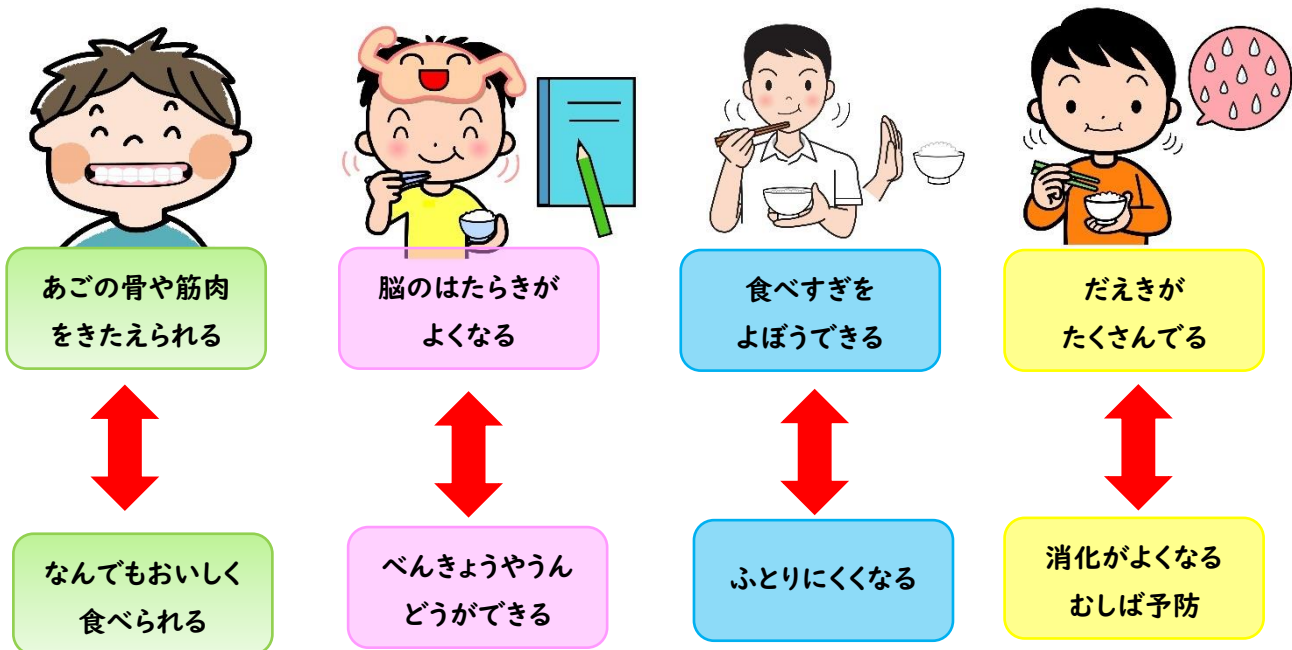 あごの骨や筋肉
をきたえられる
脳のはたらきが
よくなる
食べすぎを
よぼうできる
だえきが
たくさんでる
なんでもおいしく
食べられる
べんきょうやうん
どうができる
ふとりにくくなる
消化がよくなる
むしば予防